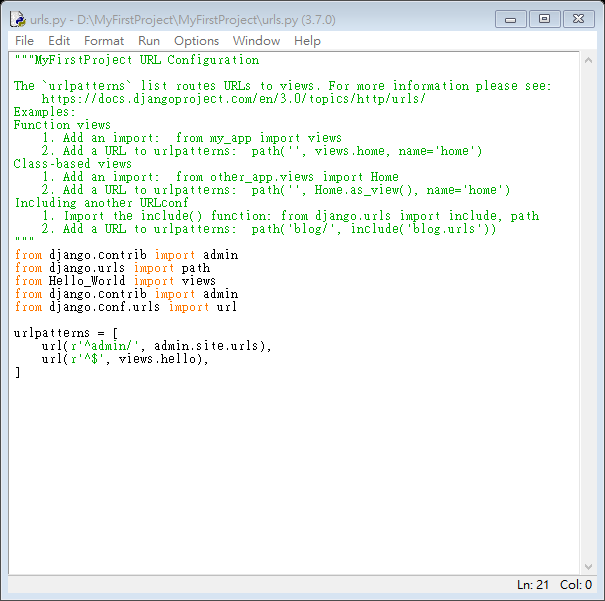 urls.py - D:\MyFirstProject\MyFirstProject\urls.py (3.7.0)
File Edit Format Run Options Window Help
"""MyFirstProject URL Configuration

The `urlpatterns` list routes URLs to views. For more information please see:
    https://docs.djangoproject.com/en/3.0/topics/http/urls/
Examples:
Function views
    1. Add an import:  from my_app import views
    2. Add a URL to urlpatterns:  path('', views.home, name='home')
Class-based views
    1. Add an import:  from other_app.views import Home
    2. Add a URL to urlpatterns:  path('', Home.as_view(), name='home')
Including another URLconf
    1. Import the include() function: from django.urls import include, path
    2. Add a URL to urlpatterns:  path('blog/', include('blog.urls'))
"""
from django.contrib import admin
from django.urls import path
from Hello_World import views
from django.contrib import admin
from django.conf.urls import url

urlpatterns = [
    url(r'^admin/', admin.site.urls),
    url(r'^$', views.hello),
]
Ln: 21 Col: 0